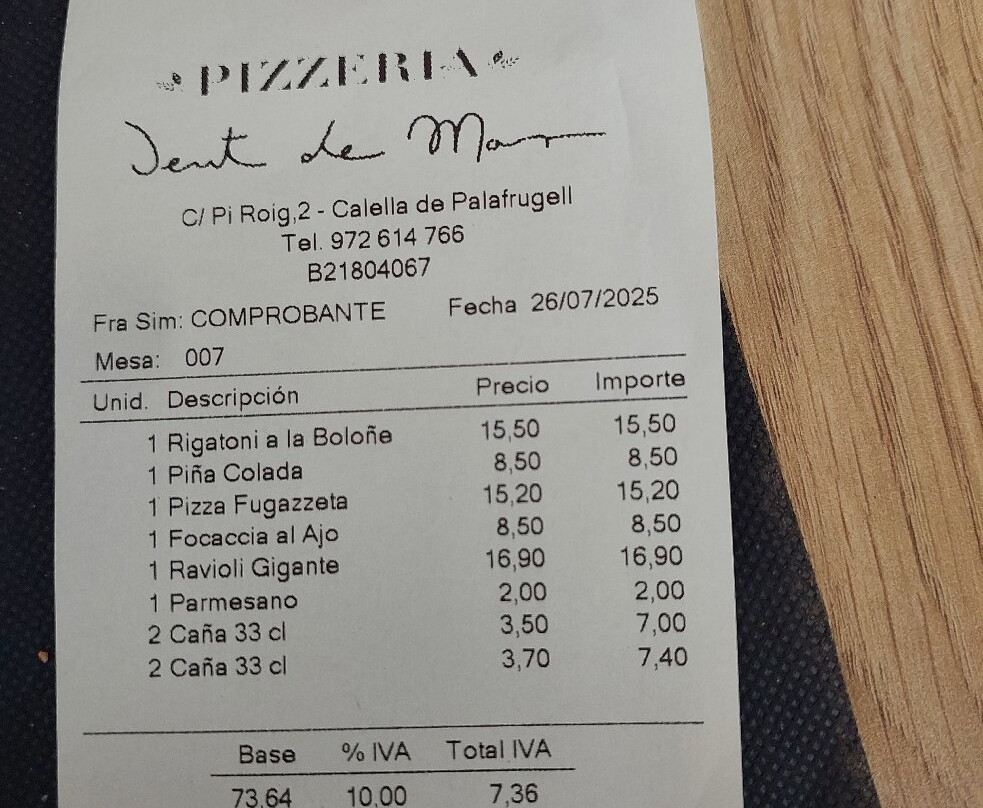 PIZZERIA
Vent de Mar
C/ Pi Roig,2 - Calella de Palafrugell
Tel. 972 614 766
B21804067
Fra Sim: COMPROBANTE Fecha 26/07/2025
Mesa: 007
Unid. Descripción Precio Importe
1 Rigatoni a la Boloñe 15,50 15,50
1 Piña Colada 8,50 8,50
1 Pizza Fugazzeta 15,20 15,20
1 Focaccia al Ajo 8,50 8,50
1 Ravioli Gigante 16,90 16,90
1 Parmesano 2,00 2,00
2 Caña 33 cl 3,50 7,00
2 Caña 33 cl 3,70 7,40
Base % IVA Total IVA
73,64 10,00 7,36